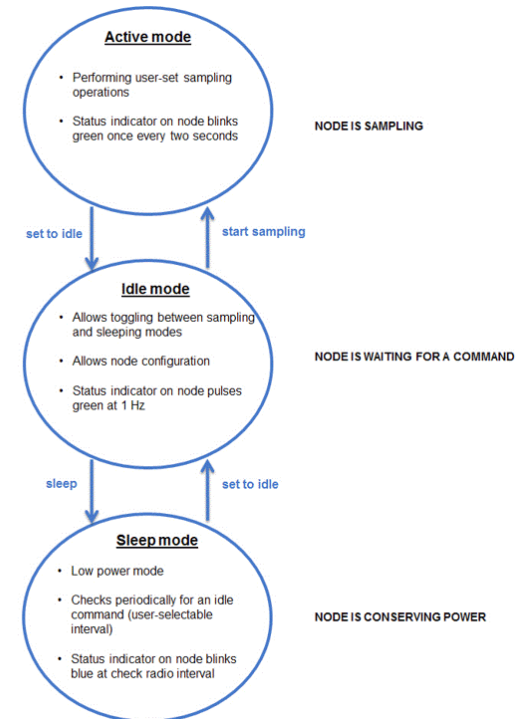 Active mode
• Performing user-set sampling
operations
• Status indicator on node blinks
green once every two seconds
NODE IS SAMPLING
set to idle
start sampling
Idle mode
• Allows toggling between sampling
and sleeping modes
• Allows node configuration
• Status indicator on node pulses
green at 1 Hz
NODE IS WAITING FOR A COMMAND
sleep
set to idle
Sleep mode
• Low power mode
• Checks periodically for an idle
command (user-selectable
interval)
• Status indicator on node blinks
blue at check radio interval
NODE IS CONSERVING POWER